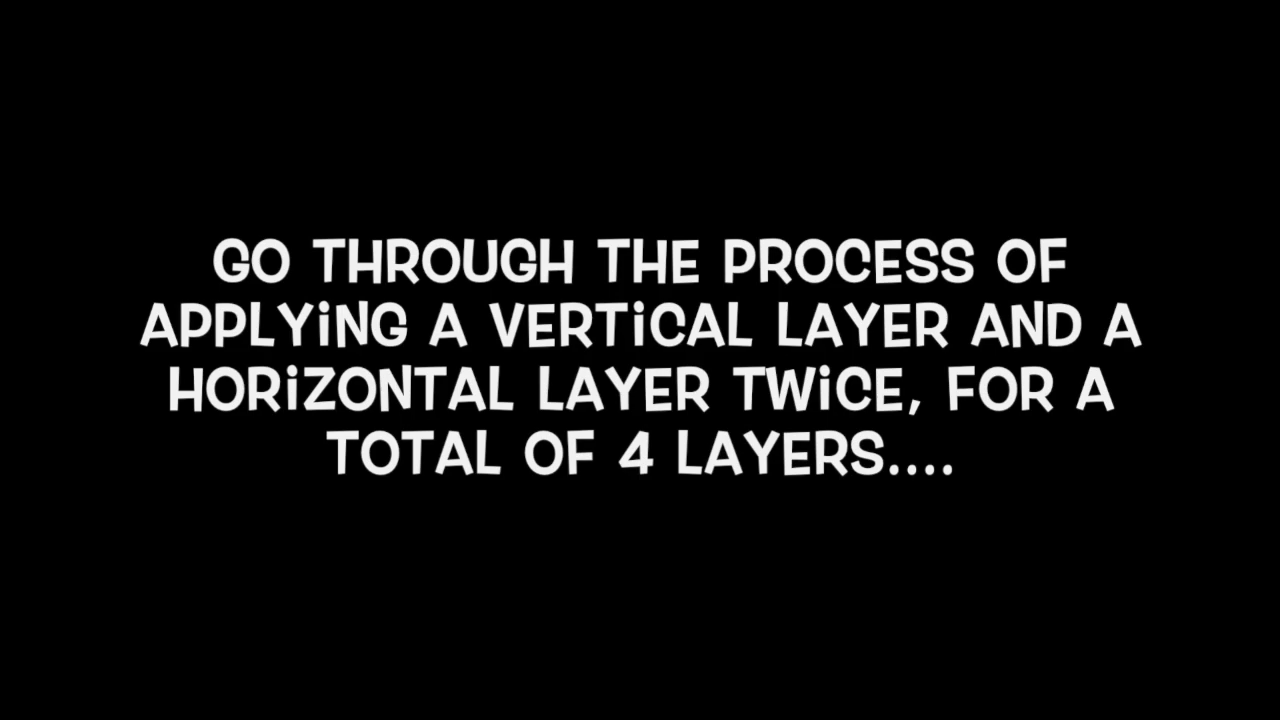 GO THROUGH THE PROCESS OF
APPLYiNG A VERTiCAL LAYER AND A
HORiZONTAL LAYER TWiCE, FOR A
TOTAL OF 4 LAYERS....